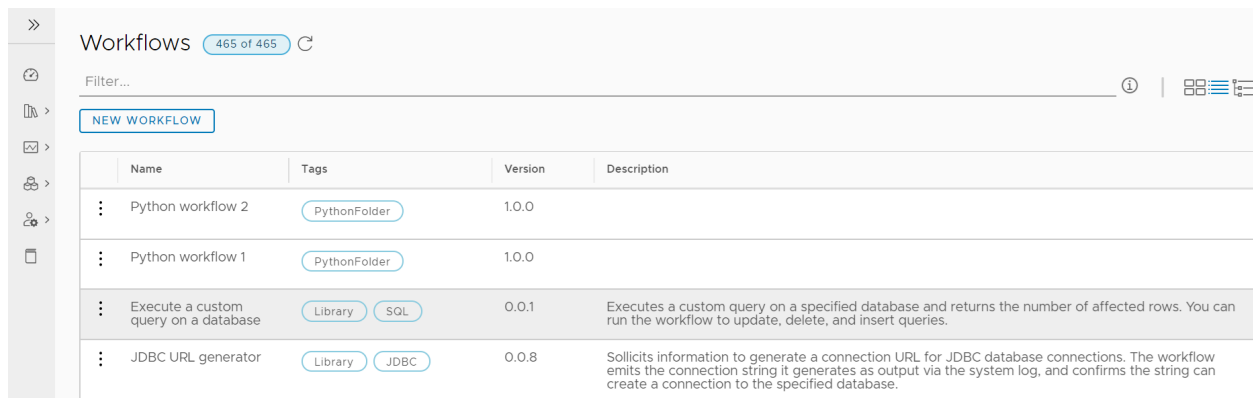 Workflows 465 of 465
Filter...
NEW WORKFLOW
Name Tags Version Description
Python workflow 2 PythonFolder 1.0.0
Python workflow 1 PythonFolder 1.0.0
Execute a custom
query on a database
Library SQL
0.0.1
Executes a custom query on a specified database and returns the number of affected rows. You can
run the workflow to update, delete, and insert queries.
JDBC URL generator Library JDBC 0.0.8
Sollicits information to generate a connection URL for JDBC database connections. The workflow
emits the connection string it generates as output via the system log, and confirms the string can
create a connection to the specified database.